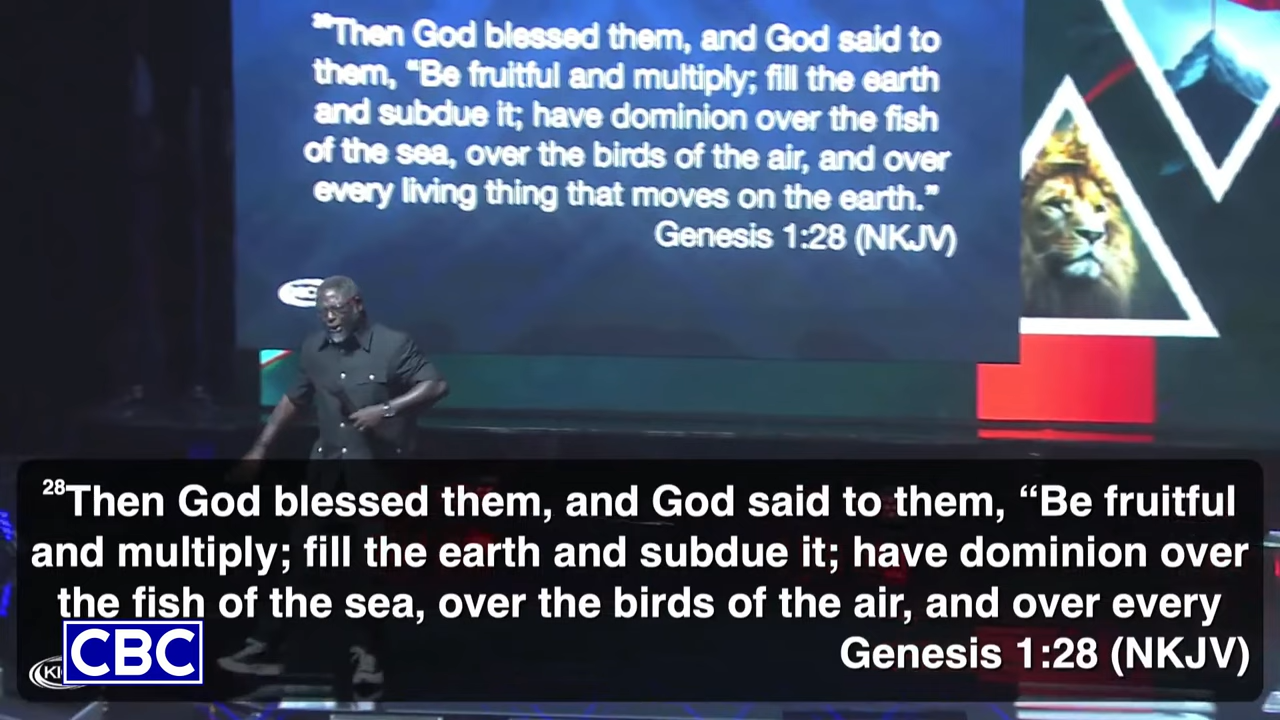 ²⁸Then God blessed them, and God said to
them, “Be fruitful and multiply; fill the earth
and subdue it; have dominion over the fish
of the sea, over the birds of the air, and over
every living thing that moves on the earth.”
Genesis 1:28 (NKJV)
²⁸Then God blessed them, and God said to them, “Be fruitful
and multiply; fill the earth and subdue it; have dominion over
the fish of the sea, over the birds of the air, and over every
Genesis 1:28 (NKJV)
CBC